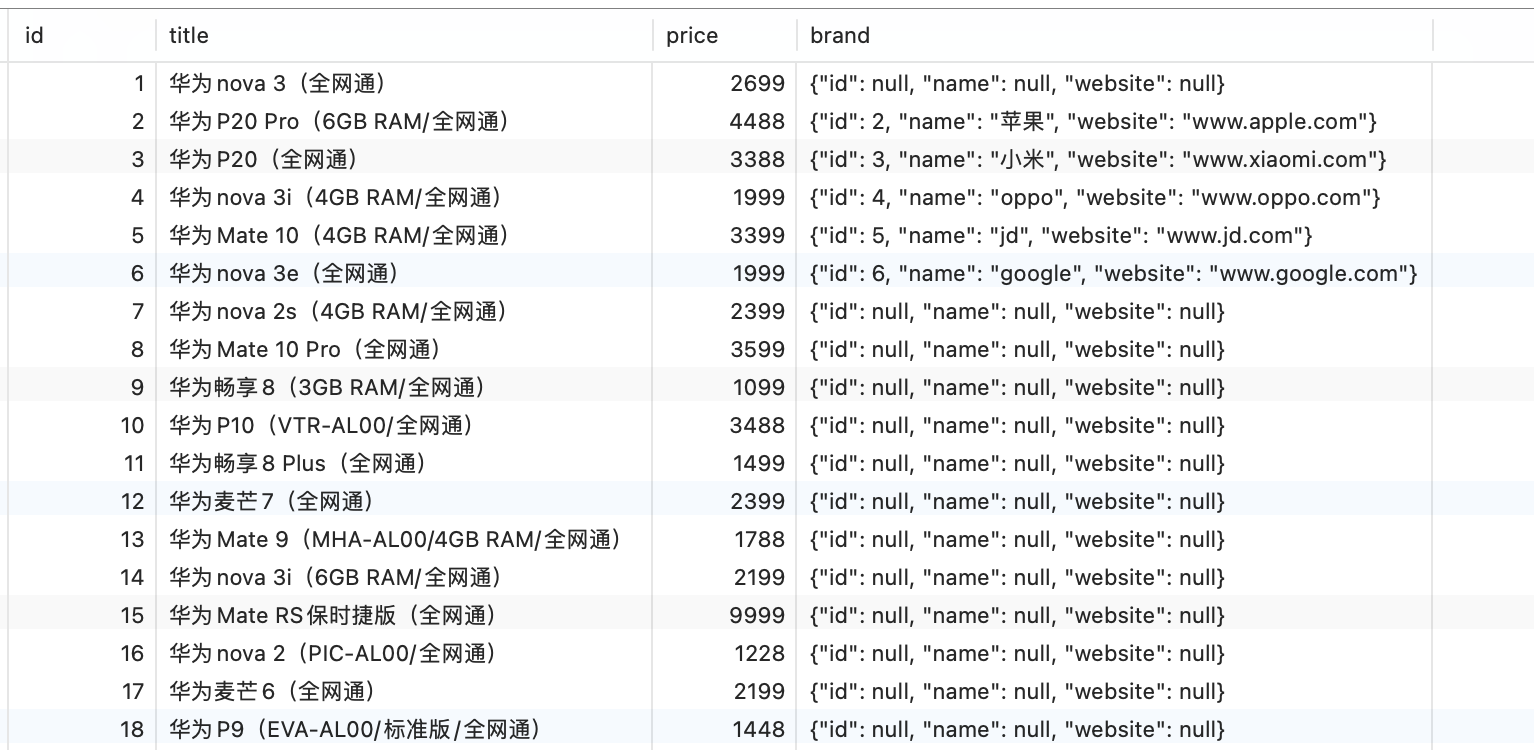 id title price brand
1 华为 nova 3（全网通） 2699 {"id": null, "name": null, "website": null}
2 华为 P20 Pro（6GB RAM/全网通） 4488 {"id": 2, "name": "苹果", "website": "www.apple.com"}
3 华为 P20（全网通） 3388 {"id": 3, "name": "小米", "website": "www.xiaomi.com"}
4 华为 nova 3i（4GB RAM/全网通） 1999 {"id": 4, "name": "oppo", "website": "www.oppo.com"}
5 华为 Mate 10（4GB RAM/全网通） 3399 {"id": 5, "name": "jd", "website": "www.jd.com"}
6 华为 nova 3e（全网通） 1999 {"id": 6, "name": "google", "website": "www.google.com"}
7 华为 nova 2s（4GB RAM/全网通） 2399 {"id": null, "name": null, "website": null}
8 华为 Mate 10 Pro（全网通） 3599 {"id": null, "name": null, "website": null}
9 华为畅享 8（3GB RAM/全网通） 1099 {"id": null, "name": null, "website": null}
10 华为 P10（VTR-AL00/全网通） 3488 {"id": null, "name": null, "website": null}
11 华为畅享 8 Plus（全网通） 1499 {"id": null, "name": null, "website": null}
12 华为麦芒 7（全网通） 2399 {"id": null, "name": null, "website": null}
13 华为 Mate 9（MHA-AL00/4GB RAM/全网通） 1788 {"id": null, "name": null, "website": null}
14 华为 nova 3i（6GB RAM/全网通） 2199 {"id": null, "name": null, "website": null}
15 华为 Mate RS保时捷版（全网通） 9999 {"id": null, "name": null, "website": null}
16 华为 nova 2（PIC-AL00/全网通） 1228 {"id": null, "name": null, "website": null}
17 华为麦芒 6（全网通） 2199 {"id": null, "name": null, "website": null}
18 华为 P9（EVA-AL00/标准版/全网通） 1448 {"id": null, "name": null, "website": null}